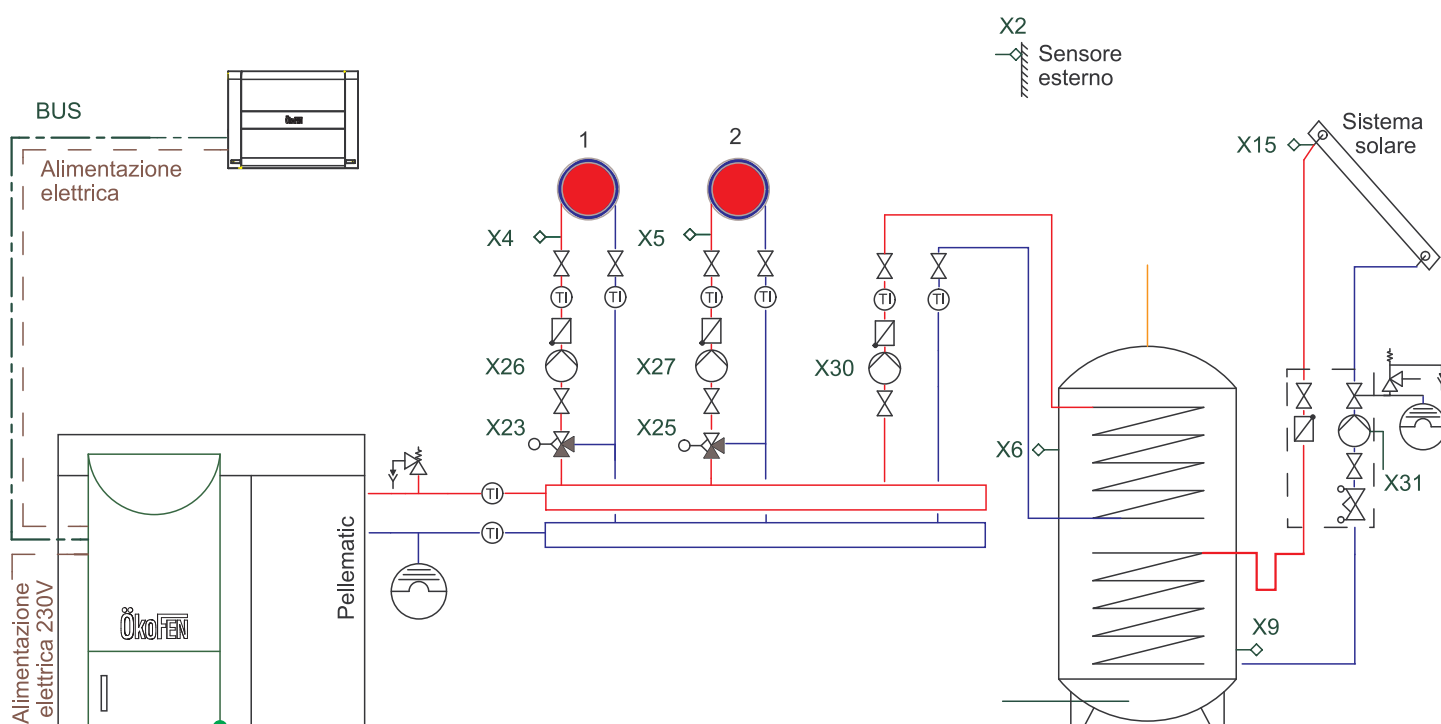 X2
Sensore
esterno
BUS
ÖkoFEN
Alimentazione
elettrica
1
2
X15
Sistema
solare
X4
X5
TI
TI
TI
TI
TI
TI
X26
X27
X30
X23
X25
X6
X31
TI
TI
Pellematic
ÖkoFEN
Alimentazione
elettrica 230V
X9